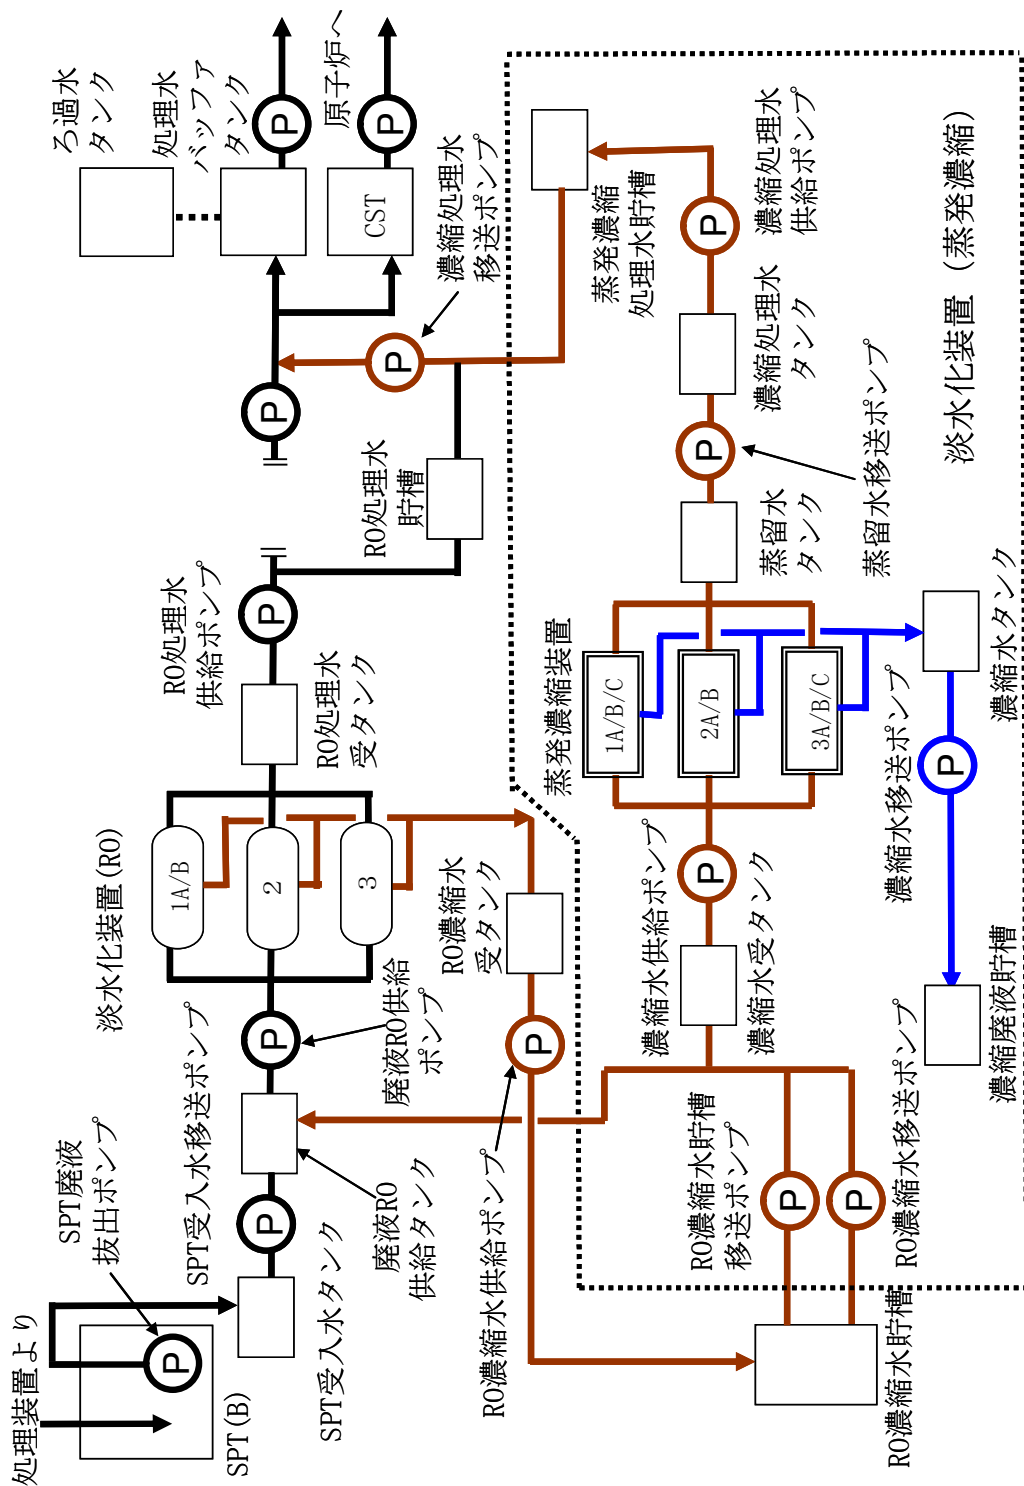 処理装置より
SPT(B)
SPT廃液
抜出ポンプ
P
SPT受入水タンク
SPT受入水移送ポンプ
P
廃液RO
供給タンク
廃液RO供給
ポンプ
P
淡水化装置(RO)
1A/B
2
3
RO処理水
受タンク
RO処理水
供給ポンプ
P
RO処理水
貯槽
P
濃縮処理水
移送ポンプ
P
ろ過水
タンク
処理水
バッファ
タンク
P
CST
P
原子炉へ
RO濃縮水
受タンク
RO濃縮水供給ポンプ
P
RO濃縮水貯槽
RO濃縮水貯槽
移送ポンプ
P
RO濃縮水移送ポンプ
P
濃縮水受タンク
濃縮水供給ポンプ
P
蒸発濃縮装置
1A/B/C
2A/B
3A/B/C
蒸留水
タンク
蒸留水移送ポンプ
P
濃縮処理水
タンク
濃縮処理水
供給ポンプ
P
蒸発濃縮
処理水貯槽
濃縮水タンク
濃縮水移送ポンプ
P
濃縮廃液貯槽
淡水化装置(蒸発濃縮)